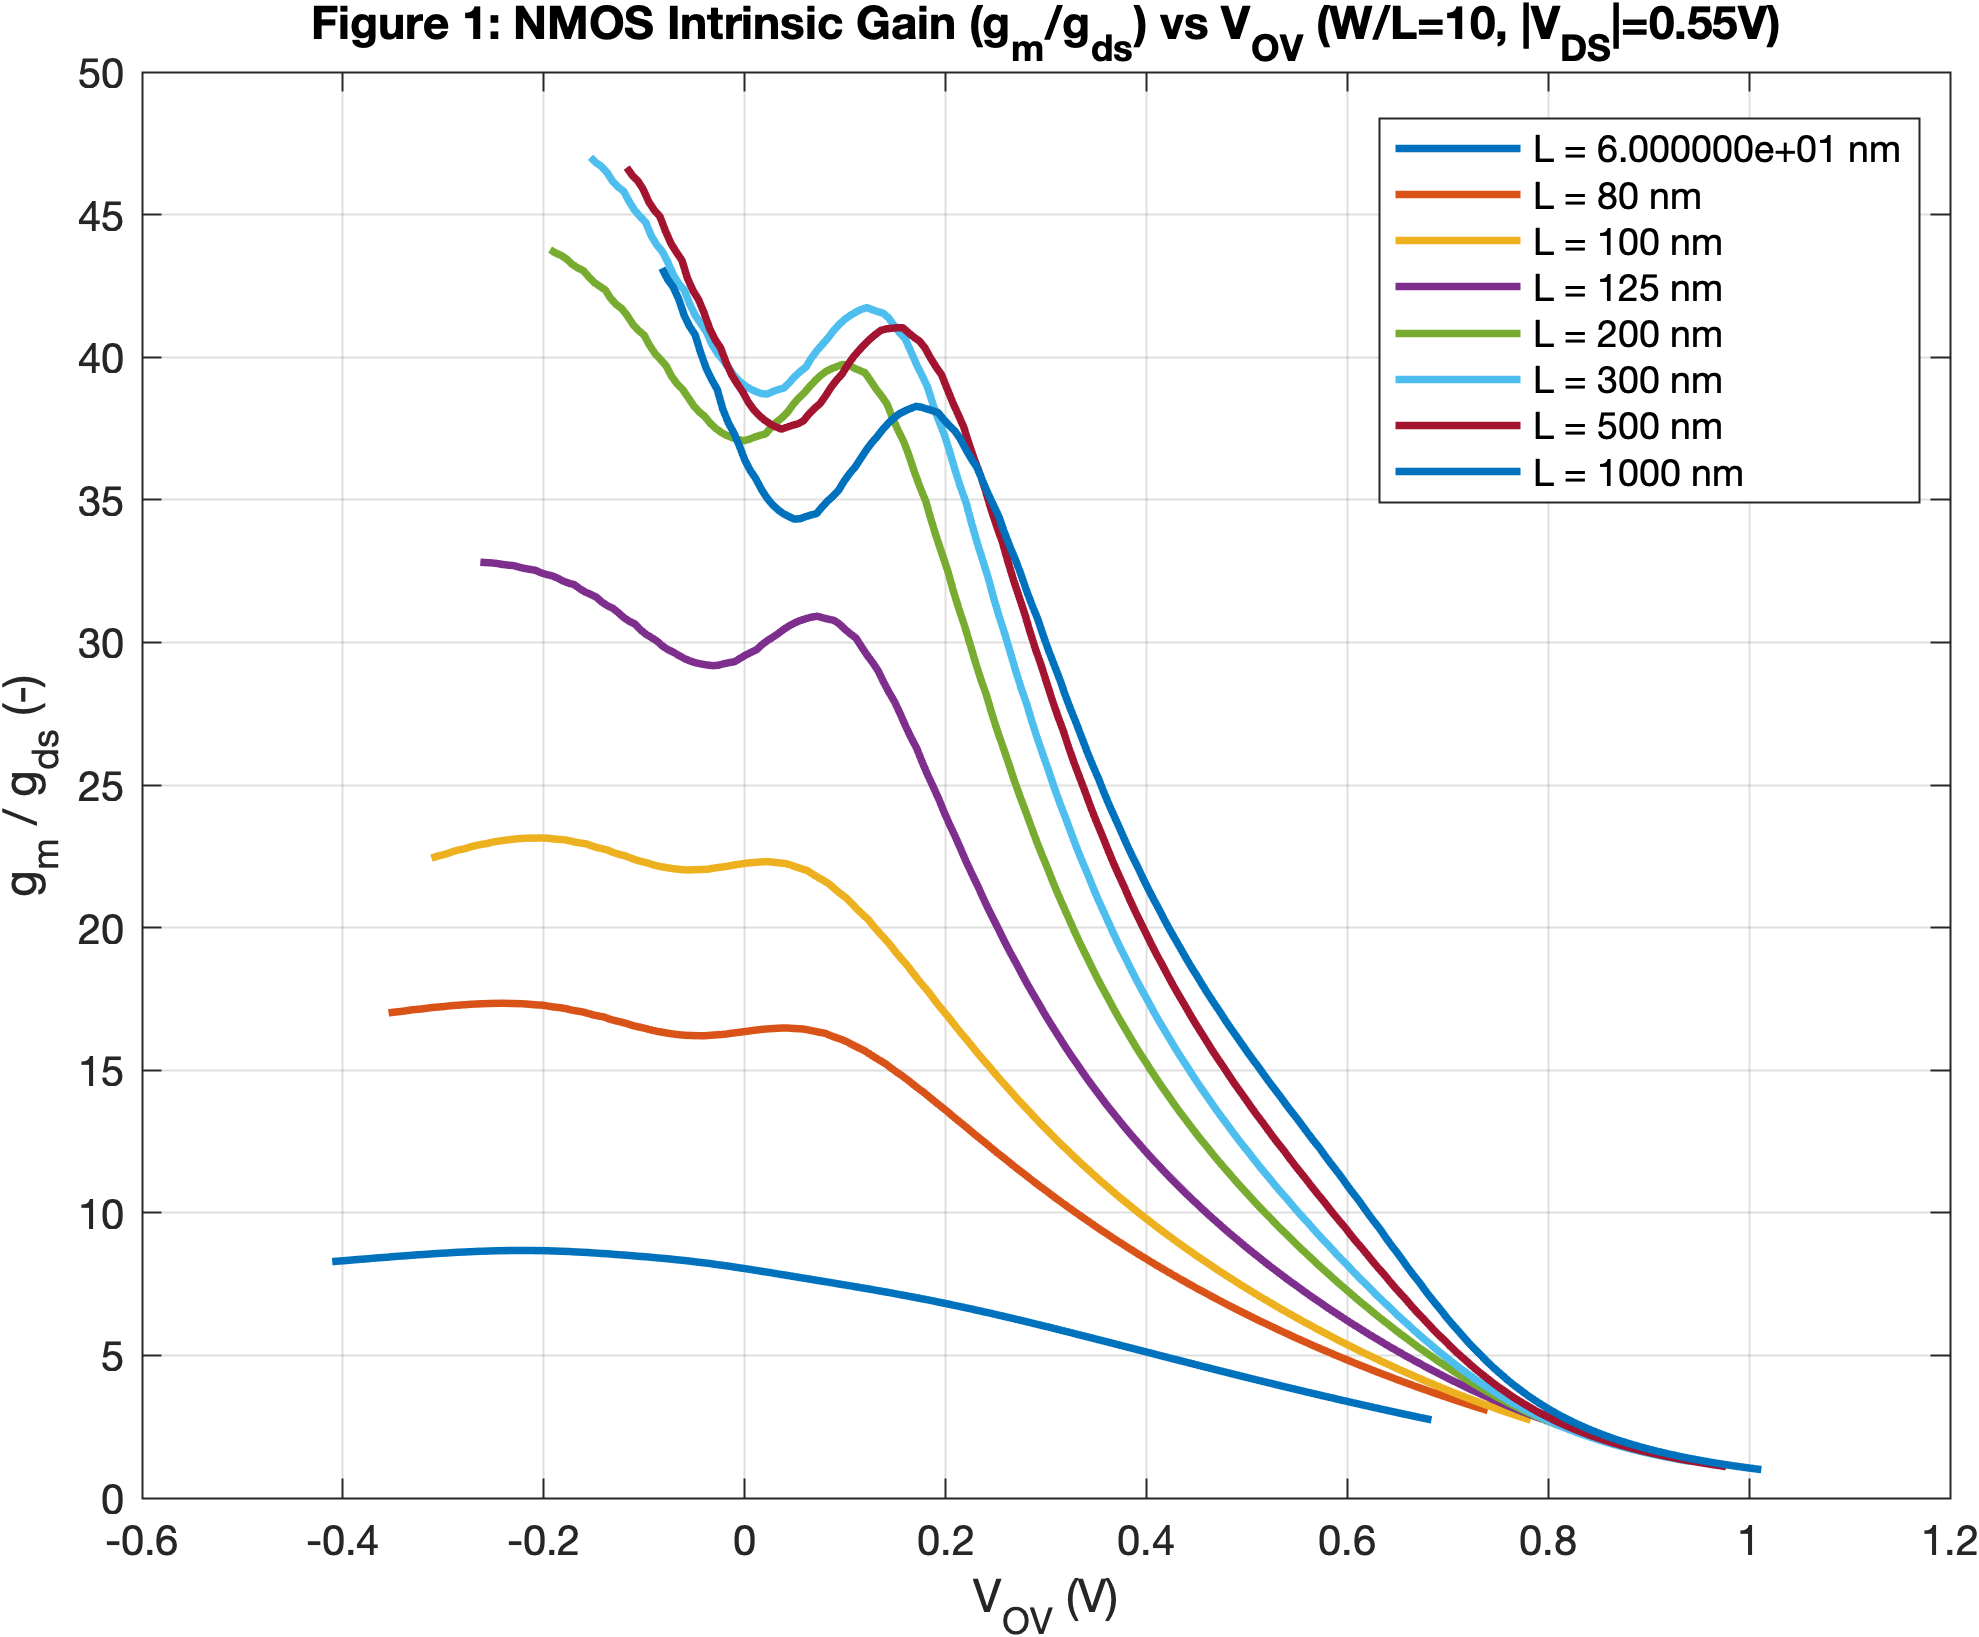 Figure 1: NMOS Intrinsic Gain (gm/gds) vs VOV (W/L=10, |VDS|=0.55V)
50
45
40
35
30
25
20
15
10
5
0
gm / gds (-)
L = 6.000000e+01 nm
L = 80 nm
L = 100 nm
L = 125 nm
L = 200 nm
L = 300 nm
L = 500 nm
L = 1000 nm
-0.6 -0.4 -0.2 0 0.2 0.4 0.6 0.8 1 1.2
VOV (V)